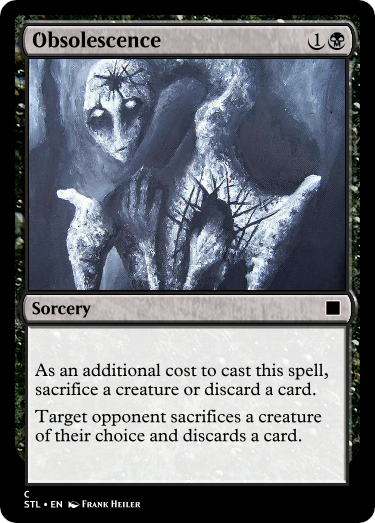 Obsolescence 1
Sorcery
As an additional cost to cast this spell,
sacrifice a creature or discard a card.
Target opponent sacrifices a creature
of their choice and discards a card.
C
STL • EN Frank Heiler